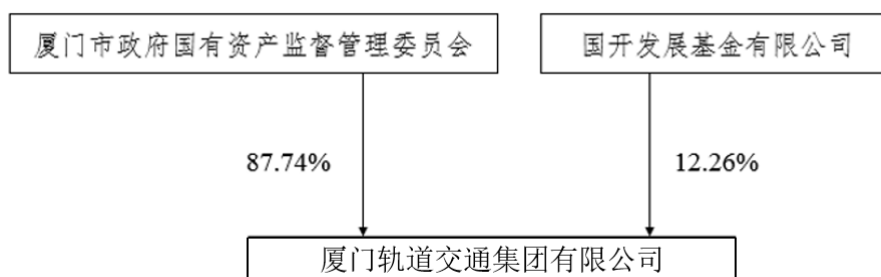 厦门市政府国有资产监督管理委员会
国开发展基金有限公司
87.74%
12.26%
厦门轨道交通集团有限公司